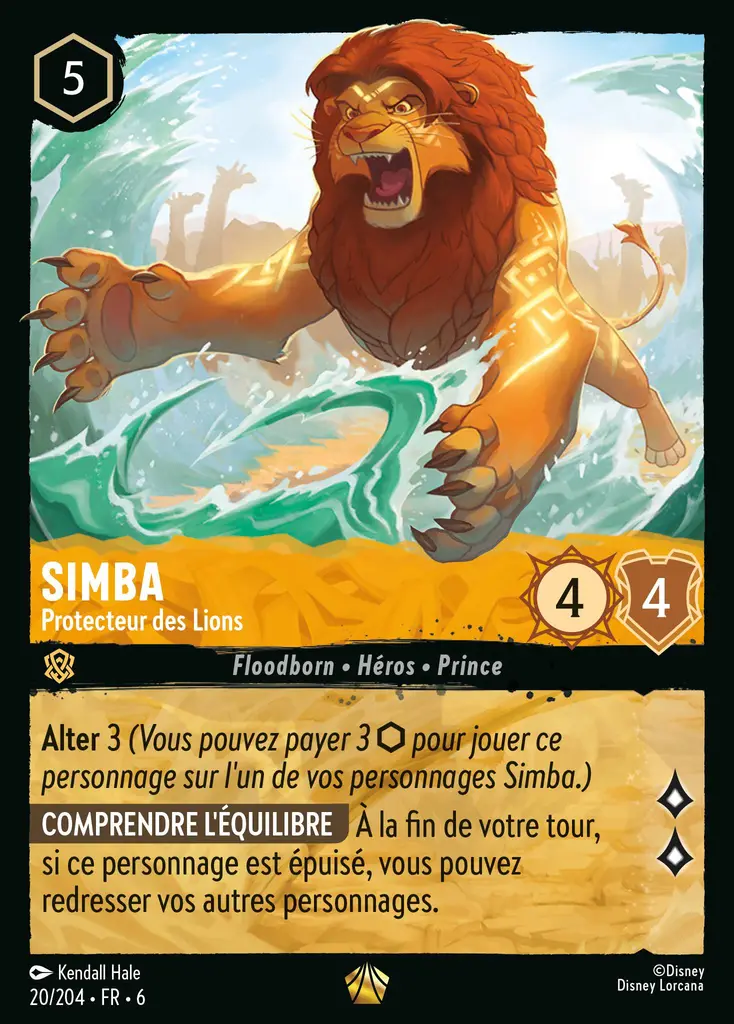 5
SIMBA
Protecteur des Lions
4
4
Floodborn • Héros • Prince
Alter 3 (Vous pouvez payer 3 pour jouer ce
personnage sur l'un de vos personnages Simba.)
COMPRENDRE L'ÉQUILIBRE À la fin de votre tour,
si ce personnage est épuisé, vous pouvez
redresser vos autres personnages.
Kendall Hale
20/204 • FR • 6
©Disney
Disney Lorcana